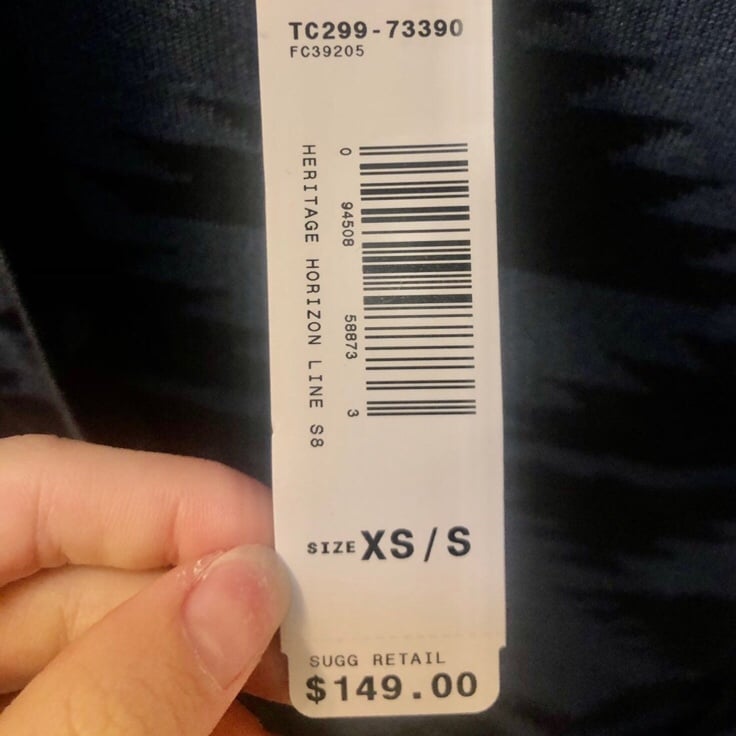 TC299-73390
FC39205
HERITAGE HORIZON LINE S8
0 94508 58873 3
SIZE XS/S
SUGG RETAIL
$149.00